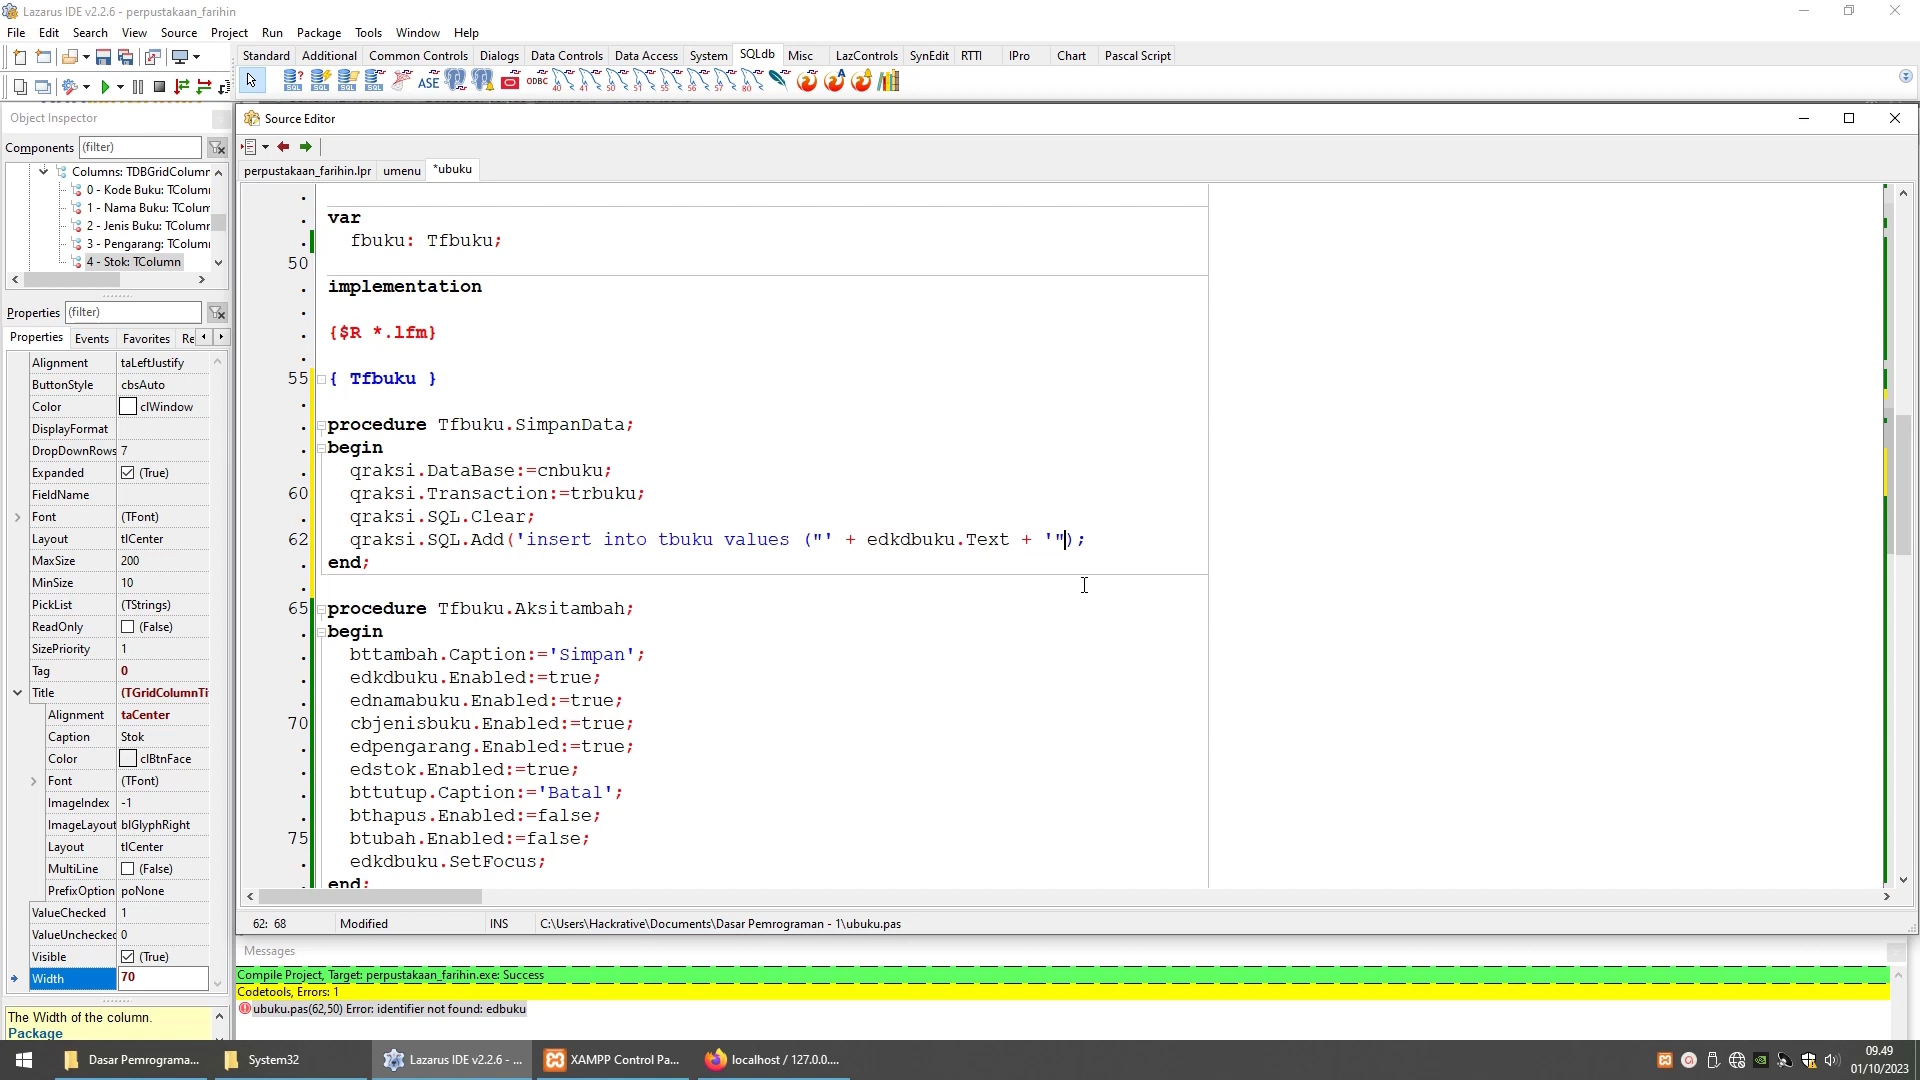 Lazarus IDE v2.2.6 - perpustakaan_farihin
File Edit Search View Source Project Run Package Tools Window Help
Standard Additional Common Controls Dialogs Data Controls Data Access System SQLdb Misc LazControls SynEdit RTTI IPro Chart Pascal Script
Object Inspector
Components (filter)
Columns: TDBGridColumn
0 - Kode Buku: TColumn
1 - Nama Buku: TColum
2 - Jenis Buku: TColumn
3 - Pengarang: TColumn
4 - Stok: TColumn
Properties (filter)
Properties Events Favorites Re
Alignment taLeftJustify
ButtonStyle cbsAuto
Color clWindow
DisplayFormat
DropDownRows 7
Expanded (True)
FieldName
Font (TFont)
Layout tlCenter
MaxSize 200
MinSize 10
PickList (TStrings)
ReadOnly (False)
SizePriority 1
Tag 0
Title (TGridColumnTi
Alignment taCenter
Caption Stok
Color clBtnFace
Font (TFont)
ImageIndex -1
ImageLayout blGlyphRight
Layout tlCenter
MultiLine (False)
PrefixOption poNone
ValueChecked 1
ValueUnchecked 0
Visible (True)
Width 70
The Width of the column.
Package
Source Editor
perpustakaan_farihin.lpr umenu *ubuku
var
fbuku: Tfbuku;
50
implementation
{$R *.lfm}
55 { Tfbuku }
procedure Tfbuku.SimpanData;
begin
qraksi.DataBase:=cnbuku;
60 qraksi.Transaction:=trbuku;
qraksi.SQL.Clear;
62 qraksi.SQL.Add('insert into tbuku values ("' + edkdbuku.Text + '");
end;
65 procedure Tfbuku.Aksitambah;
begin
bttambah.Caption:='Simpan';
edkdbuku.Enabled:=true;
ednamabuku.Enabled:=true;
70 cbjenisbuku.Enabled:=true;
edpengarang.Enabled:=true;
edstok.Enabled:=true;
bttutup.Caption:='Batal';
bthapus.Enabled:=false;
75 btubah.Enabled:=false;
edkdbuku.SetFocus;
end;
62: 68 Modified INS C:\Users\Hackrative\Documents\Dasar Pemrograman - 1\ubuku.pas
Messages
Compile Project, Target: perpustakaan_farihin.exe: Success
Codetools, Errors: 1
ubuku.pas(62,50) Error: identifier not found: edbuku
Dasar Pemrograma... System32 Lazarus IDE v2.2.6 - ... XAMPP Control Pa... localhost / 127.0.0....
09.49
01/10/2023